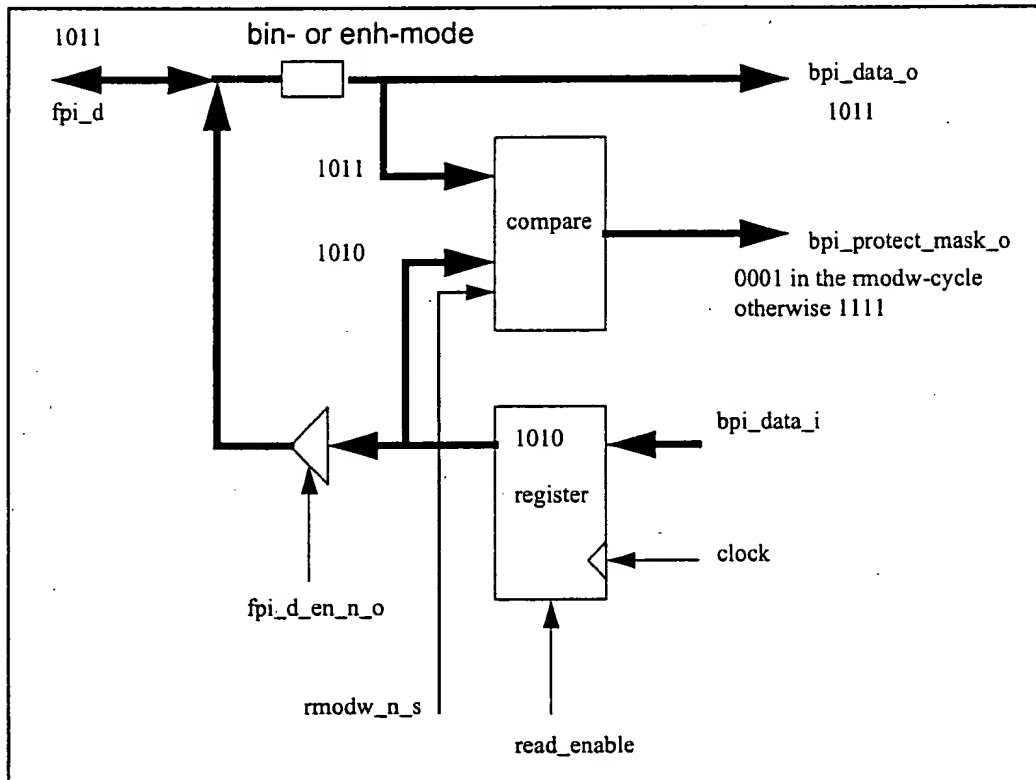 1011
bin- or enh-mode
fpi_d
bpi_data_o
1011
1011
compare
1010
bpi_protect_mask_o
0001 in the rmodw-cycle
otherwise 1111
1010
register
bpi_data_i
clock
fpi_d_en_n_o
rmodw_n_s
read_enable